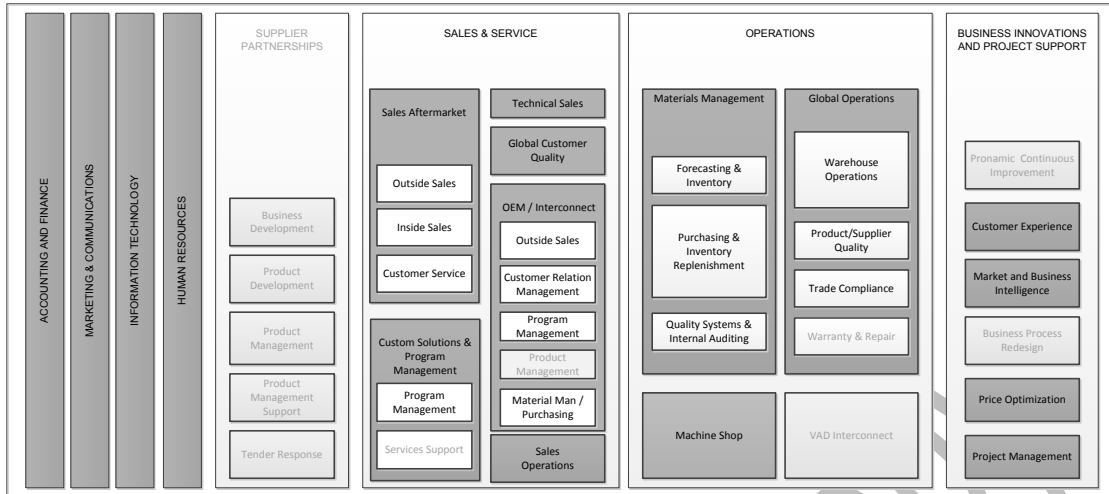 ACCOUNTING AND FINANCE
MARKETING & COMMUNICATIONS
INFORMATION TECHNOLOGY
HUMAN RESOURCES
SUPPLIER
PARTNERSHIPS
Business
Development
Product
Development
Product
Management
Product
Management
Support
Tender Response
SALES & SERVICE
Sales Aftermarket
Outside Sales
Inside Sales
Customer Service
Custom Solutions &
Program
Management
Program
Management
Services Support
Technical Sales
Global Customer
Quality
OEM / Interconnect
Outside Sales
Customer Relation
Management
Program
Management
Product
Management
Material Man /
Purchasing
Sales
Operations
OPERATIONS
Materials Management
Forecasting &
Inventory
Purchasing &
Inventory
Replenishment
Quality Systems &
Internal Auditing
Global Operations
Warehouse
Operations
Product/Supplier
Quality
Trade Compliance
Warranty & Repair
Machine Shop
VAD Interconnect
BUSINESS INNOVATIONS
AND PROJECT SUPPORT
Pronamic Continuous
Improvement
Customer Experience
Market and Business
Intelligence
Business Process
Redesign
Price Optimization
Project Management